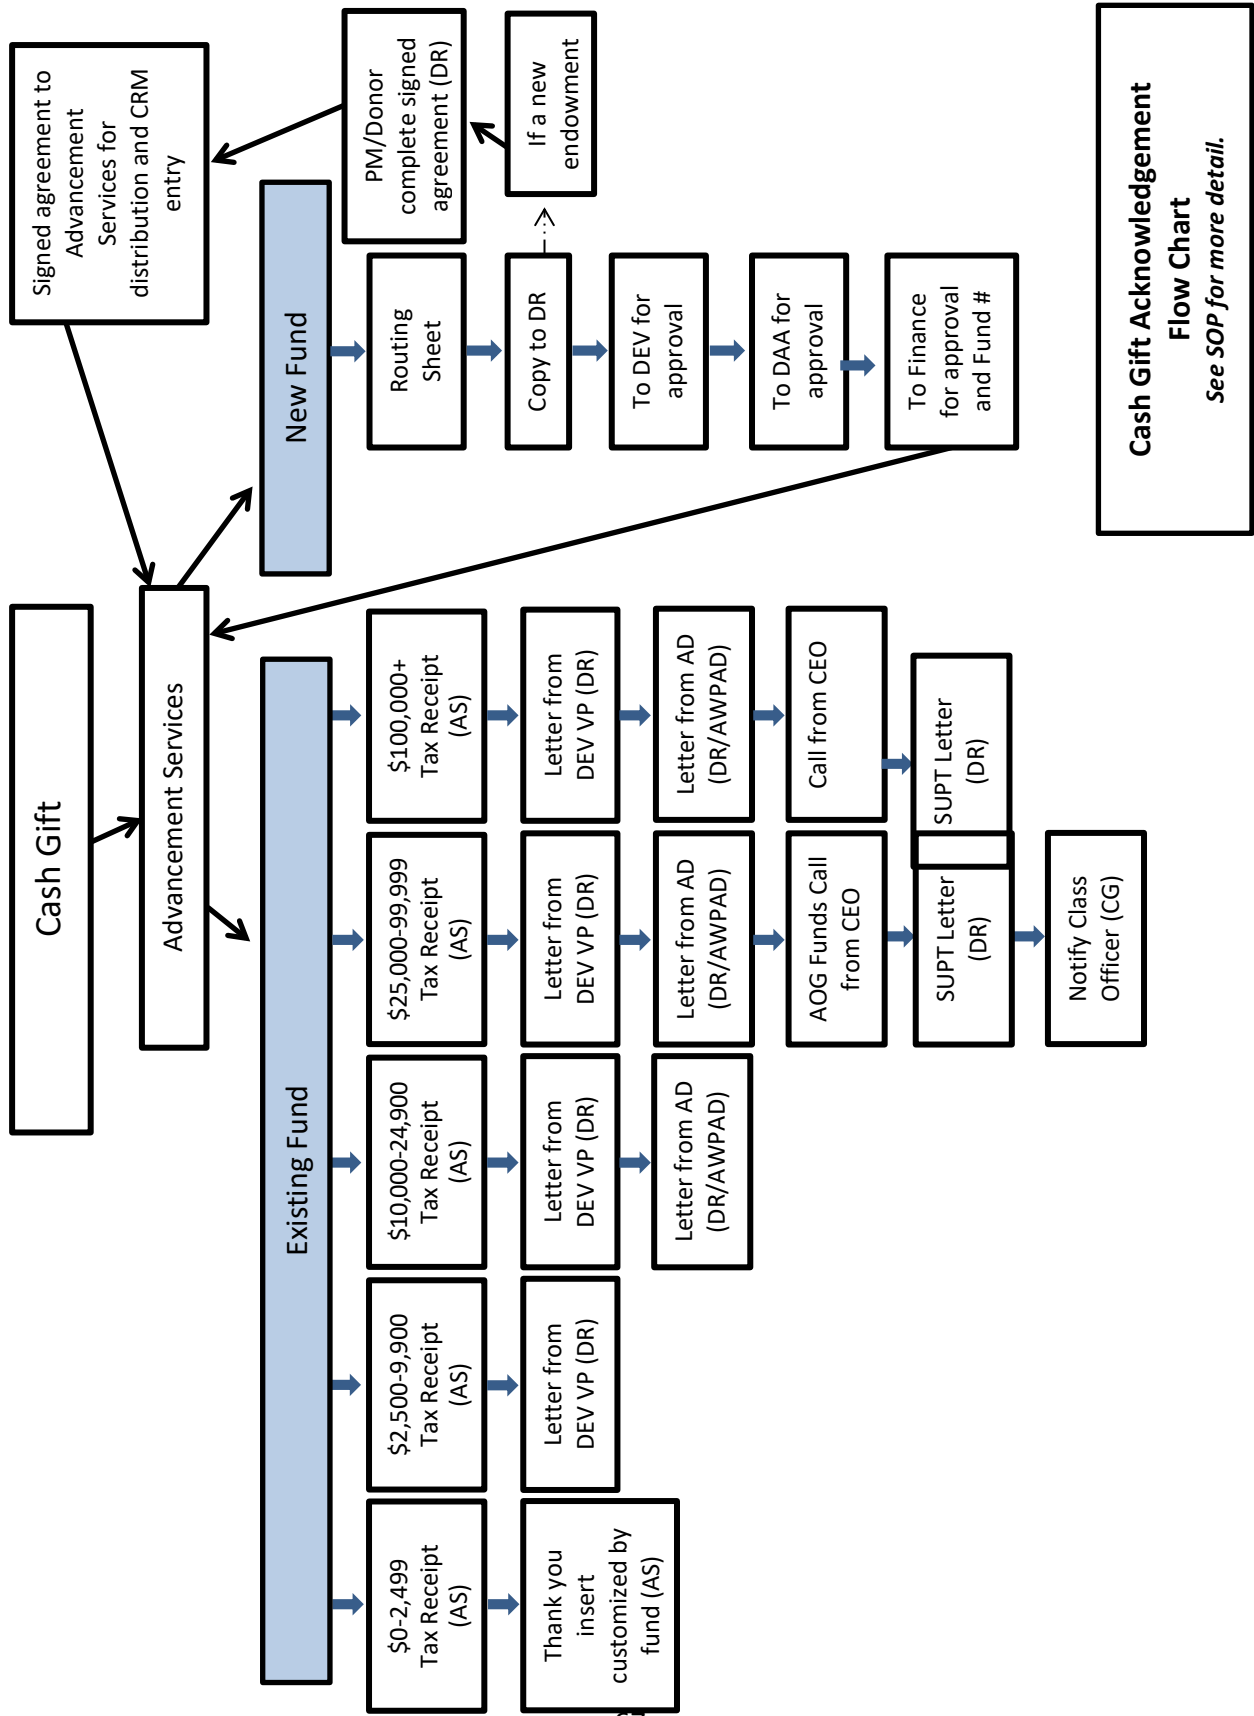 Cash Gift
Advancement Services
Signed agreement to
Advancement
Services for
distribution and CRM
entry
Existing Fund
New Fund
$0-2,499
Tax Receipt
(AS)
Thank you
insert
customized by
fund (AS)
$2,500-9,900
Tax Receipt
(AS)
Letter from
DEV VP (DR)
$10,000-24,900
Tax Receipt
(AS)
Letter from
DEV VP (DR)
Letter from AD
(DR/AWPAD)
$25,000-99,999
Tax Receipt
(AS)
Letter from
DEV VP (DR)
Letter from AD
(DR/AWPAD)
AOG Funds Call
from CEO
SUPT Letter
(DR)
Notify Class
Officer (CG)
$100,000+
Tax Receipt
(AS)
Letter from
DEV VP (DR)
Letter from AD
(DR/AWPAD)
Call from CEO
SUPT Letter
(DR)
Routing
Sheet
Copy to DR
To DEV for
approval
To DAA for
approval
To Finance
for approval
and Fund #
PM/Donor
complete signed
agreement (DR)
If a new
endowment
Cash Gift Acknowledgement
Flow Chart
See SOP for more detail.